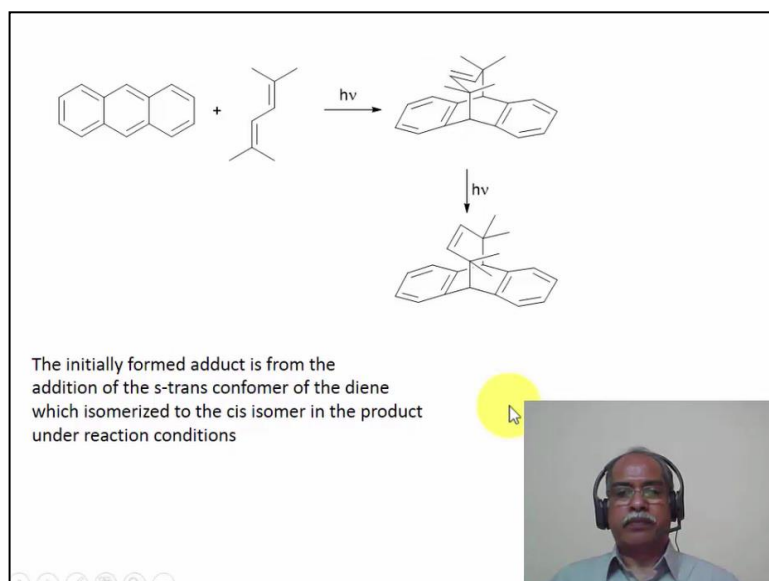 +
hν
hν
The initially formed adduct is from the
addition of the s-trans confomer of the diene
which isomerized to the cis isomer in the product
under reaction conditions